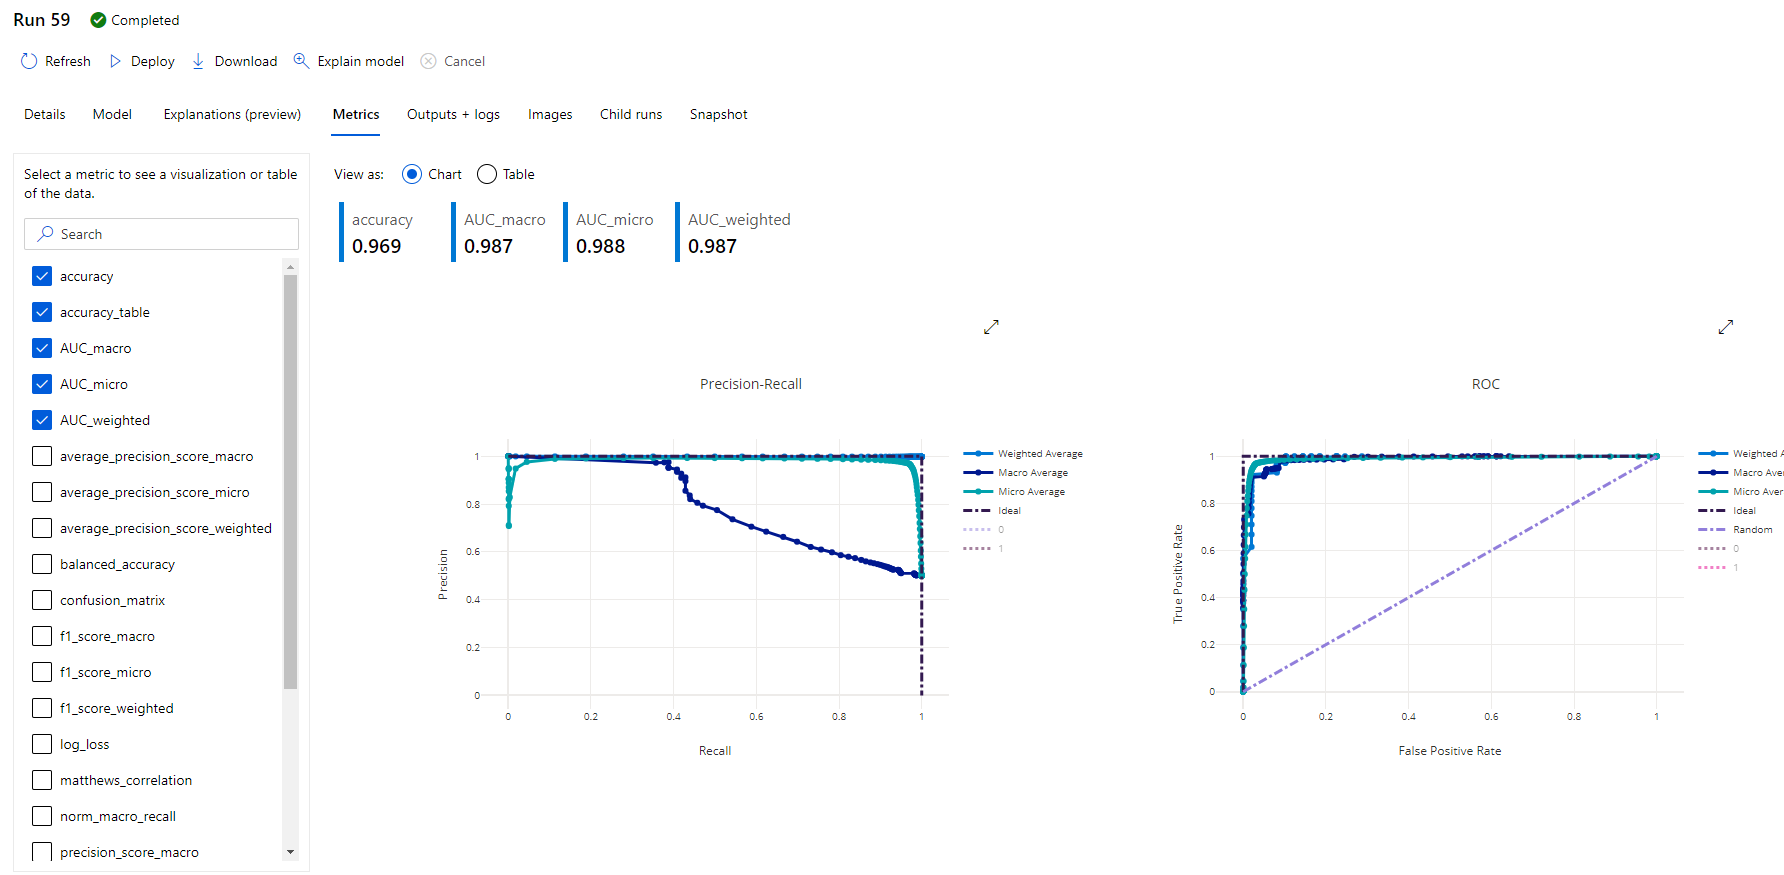 Run 59 Completed
Refresh Deploy Download Explain model Cancel
Details Model Explanations (preview) Metrics Outputs + logs Images Child runs Snapshot
Select a metric to see a visualization or table
of the data.
Search
accuracy
accuracy_table
AUC_macro
AUC_micro
AUC_weighted
average_precision_score_macro
average_precision_score_micro
average_precision_score_weighted
balanced_accuracy
confusion_matrix
f1_score_macro
f1_score_micro
f1_score_weighted
log_loss
matthews_correlation
norm_macro_recall
precision_score_macro
View as: Chart Table
accuracy AUC_macro AUC_micro AUC_weighted
0.969 0.987 0.988 0.987
Precision-Recall
1
0.8
0.6
0.4
0.2
0
Precision
0 0.2 0.4 0.6 0.8 1
Recall
Weighted Average
Macro Average
Micro Average
Ideal
0
1
ROC
1
0.8
0.6
0.4
0.2
0
True Positive Rate
0 0.2 0.4 0.6 0.8 1
False Positive Rate
Weighted A
Macro Aver
Micro Aver
Ideal
Random
0
1